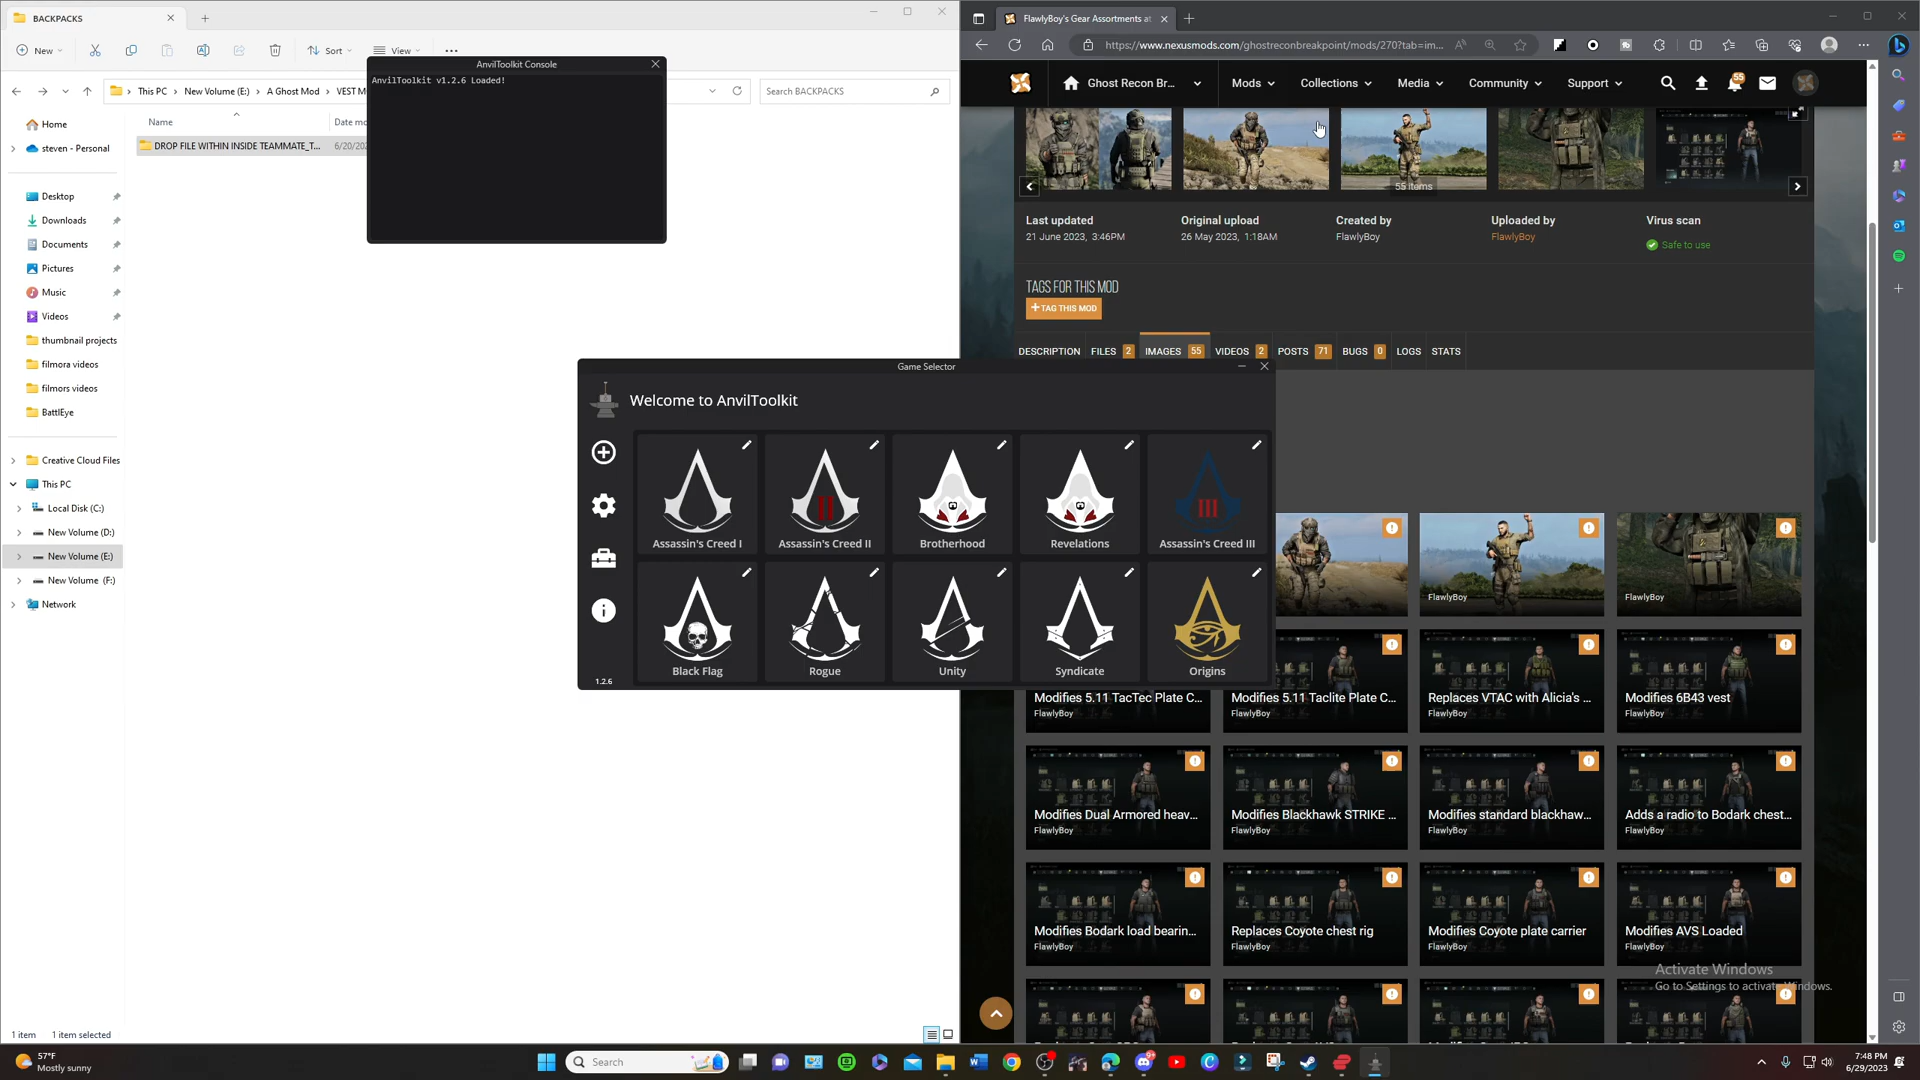 BACKPACKS
New
Sort
View
This PC
New Volume (E:)
A Ghost Mod
VEST M
Search BACKPACKS
Home
steven - Personal
Desktop
Downloads
Documents
Pictures
Music
Videos
thumbnail projects
filmora videos
filmors videos
BattlEye
Creative Cloud Files
This PC
Local Disk (C:)
New Volume (D:)
New Volume (E:)
New Volume (F:)
Network
Name
Date mo
DROP FILE WITHIN INSIDE TEAMMATE_T...
6/20/202
1 item
1 item selected
AnvilToolkit Console
AnvilToolkit v1.2.6 Loaded!
Game Selector
Welcome to AnvilToolkit
Assassin's Creed I
Assassin's Creed II
Brotherhood
Revelations
Assassin's Creed III
Black Flag
Rogue
Unity
Syndicate
Origins
1.2.6
FlawlyBoy's Gear Assortments at
https://www.nexusmods.com/ghostreconbreakpoint/mods/270?tab=im...
Ghost Recon Br...
Mods
Collections
Media
Community
Support
55
55 items
Last updated
21 June 2023, 3:46PM
Original upload
26 May 2023, 1:18AM
Created by
FlawlyBoy
Uploaded by
FlawlyBoy
Virus scan
Safe to use
TAGS FOR THIS MOD
+ TAG THIS MOD
DESCRIPTION
FILES 2
IMAGES 55
VIDEOS 2
POSTS 71
BUGS 0
LOGS
STATS
FlawlyBoy
FlawlyBoy
Modifies 5.11 TacTec Plate C...
FlawlyBoy
Modifies 5.11 Taclite Plate C...
FlawlyBoy
Replaces VTAC with Alicia's ...
FlawlyBoy
Modifies 6B43 vest
FlawlyBoy
Modifies Dual Armored heav...
FlawlyBoy
Modifies Blackhawk STRIKE ...
FlawlyBoy
Modifies standard blackhaw...
FlawlyBoy
Adds a radio to Bodark chest...
FlawlyBoy
Modifies Bodark load bearin...
FlawlyBoy
Replaces Coyote chest rig
FlawlyBoy
Modifies Coyote plate carrier
FlawlyBoy
Modifies AVS Loaded
FlawlyBoy
Activate Windows
Go to Settings to activate Windows.
57°F
Mostly sunny
Search
7:48 PM
6/29/2023